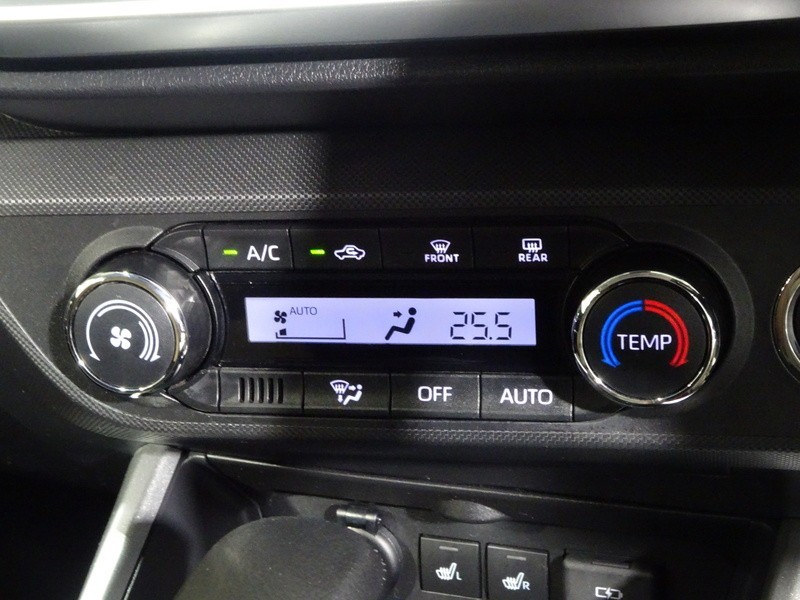 A/C
FRONT
REAR
AUTO
25.5
TEMP
OFF
AUTO
L
R